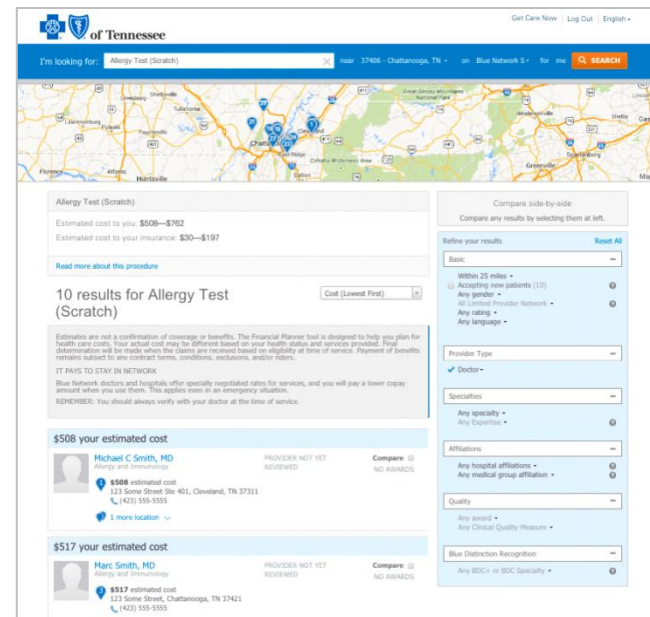 Get Care Now | Log Out | English
of Tennessee
I'm looking for: Allergy Test (Scratch) near 37406 - Chattanooga, TN on Blue Network S for me SEARCH
Allergy Test (Scratch)
Estimated cost to you: $508—$762
Estimated cost to your insurance: $30—$197
Read more about this procedure
10 results for Allergy Test
(Scratch)
Cost (Lowest First)
Estimates are not a confirmation of coverage or benefits. The Financial Planner tool is designed to help you plan for
health care costs. Your actual cost may be different based on your health status and services provided. Final
determination will be made when the claims are received based on eligibility at time of service. Payment of benefits
remains subject to any contract terms, conditions, exclusions, and/or riders.
IT PAYS TO STAY IN NETWORK
Blue Network doctors and hospitals offer specially negotiated rates for services, and you will pay a lower copay
amount when you use them. This applies even in an emergency situation.
REMEMBER: You should always verify with your doctor at the time of service.
$508 your estimated cost
Michael C Smith, MD
Allergy and Immunology
PROVIDER NOT YET
REVIEWED
Compare
NO AWARDS
$508 estimated cost
123 Some Street Ste 401, Cleveland, TN 37311
(423) 555-5555
1 more location
$517 your estimated cost
Marc Smith, MD
Allergy and Immunology
PROVIDER NOT YET
REVIEWED
Compare
NO AWARDS
$517 estimated cost
123 Some Street, Chattanooga, TN 37421
(423) 555-5555
Compare side-by-side
Compare any results by selecting them at left.
Refine your results Reset All
Basic
Within 25 miles
Accepting new patients (10)
Any gender
All Limited Provider Network
Any rating
Any language
Provider Type
Doctor
Specialties
Any specialty
Any Expertise
Affiliations
Any hospital affiliations
Any medical group affiliation
Quality
Any award
Any Clinical Quality Measure
Blue Distinction Recognition
Any BDC+ or BDC Specialty